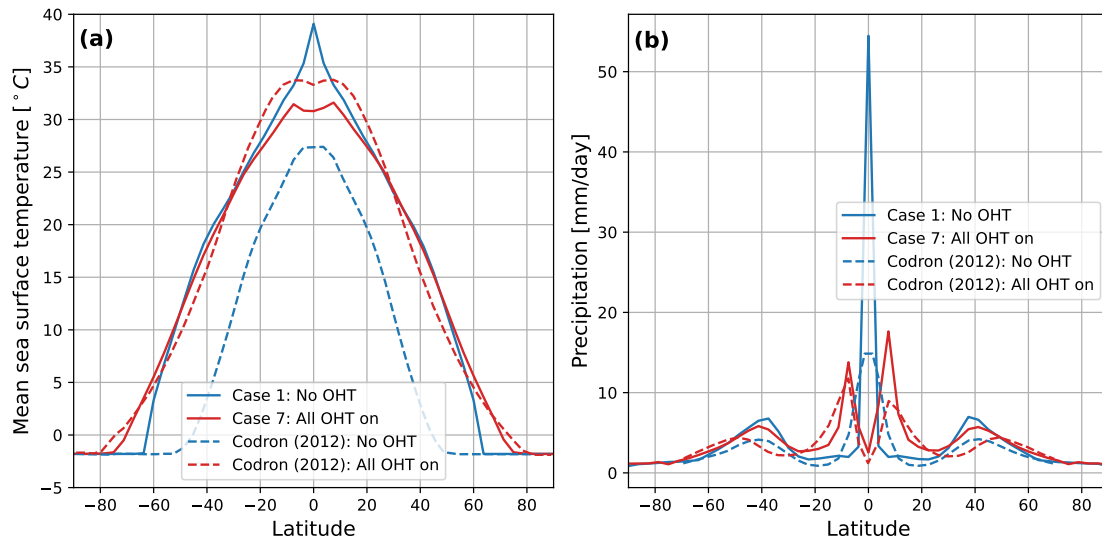 (a)
Mean sea surface temperature [°C]
40
35
30
25
20
15
10
5
0
−5
−80 −60 −40 −20 0 20 40 60 80
Latitude
Case 1: No OHT
Case 7: All OHT on
Codron (2012): No OHT
Codron (2012): All OHT on
(b)
Precipitation [mm/day]
50
40
30
20
10
0
−80 −60 −40 −20 0 20 40 60 80
Latitude
Case 1: No OHT
Case 7: All OHT on
Codron (2012): No OHT
Codron (2012): All OHT on